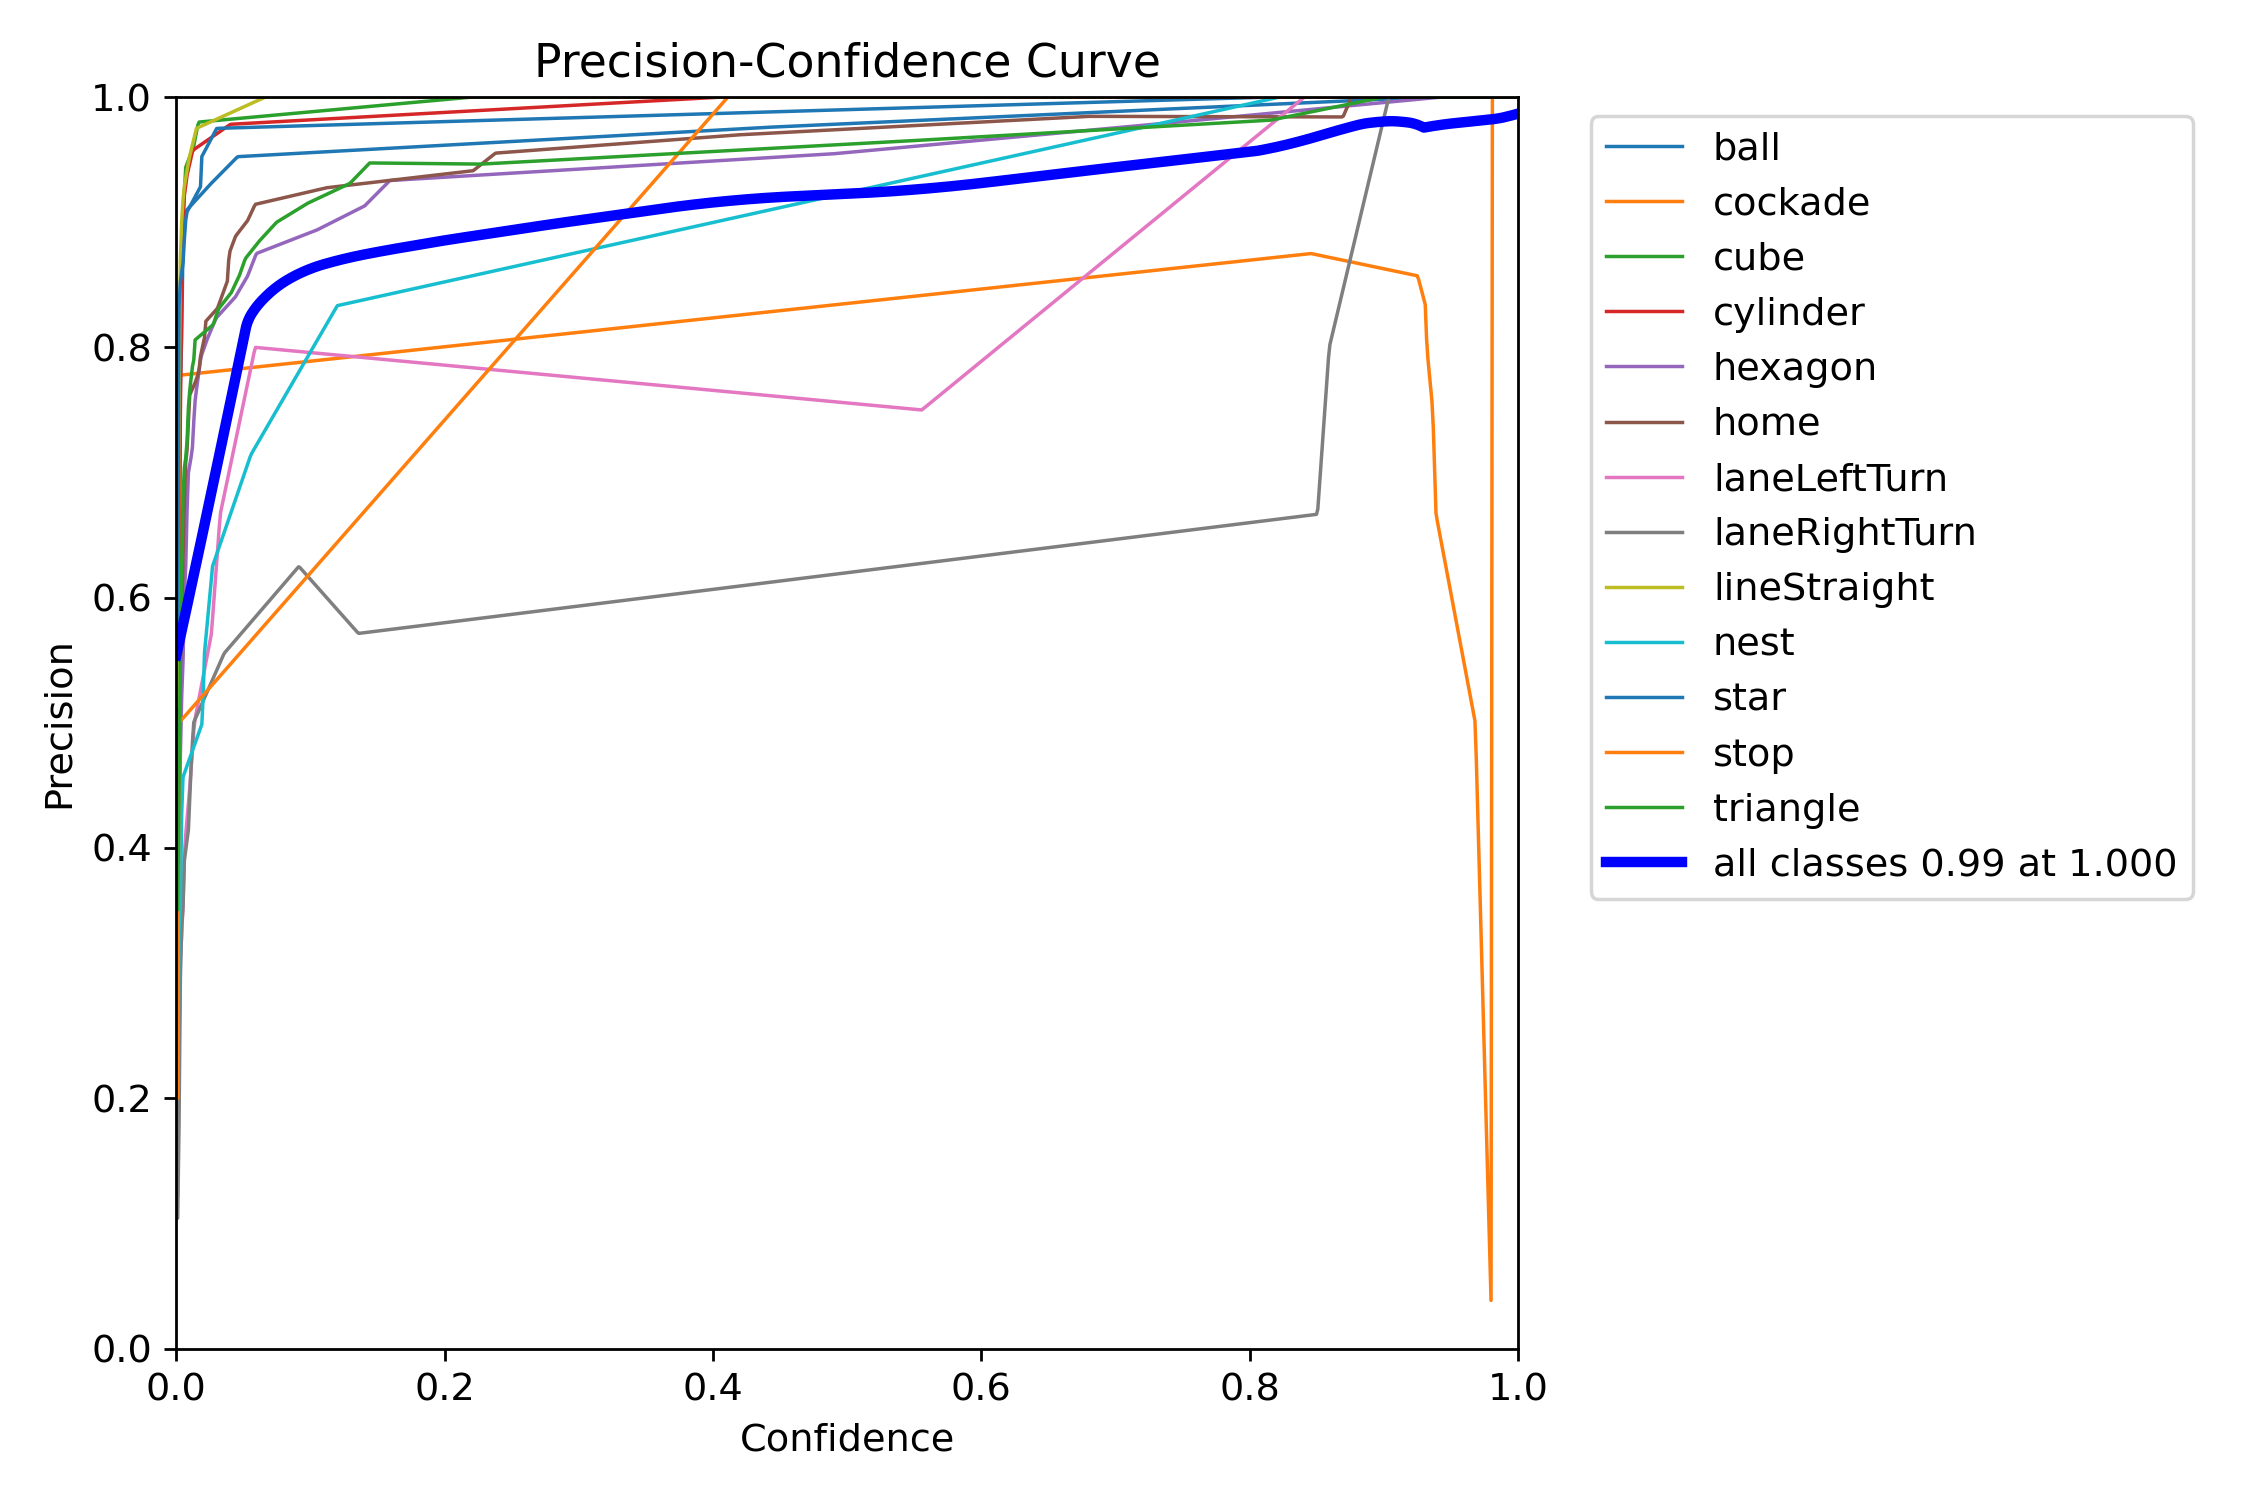 Precision-Confidence Curve
1.0
0.8
0.6
0.4
0.2
0.0
Precision
0.0 0.2 0.4 0.6 0.8 1.0
Confidence
ball
cockade
cube
cylinder
hexagon
home
laneLeftTurn
laneRightTurn
lineStraight
nest
star
stop
triangle
all classes 0.99 at 1.000